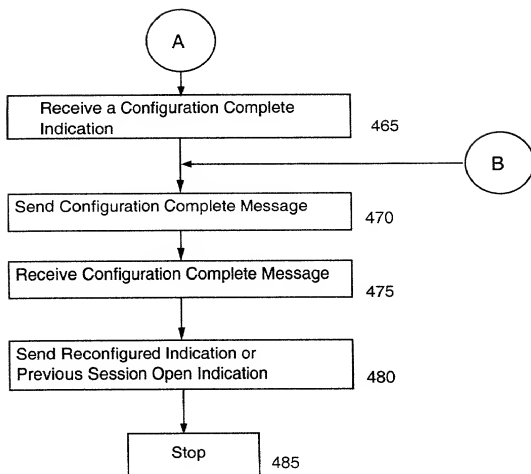 A
Receive a Configuration Complete
Indication
465
B
Send Configuration Complete Message
470
Receive Configuration Complete Message
475
Send Reconfigured Indication or
Previous Session Open Indication
480
Stop
485